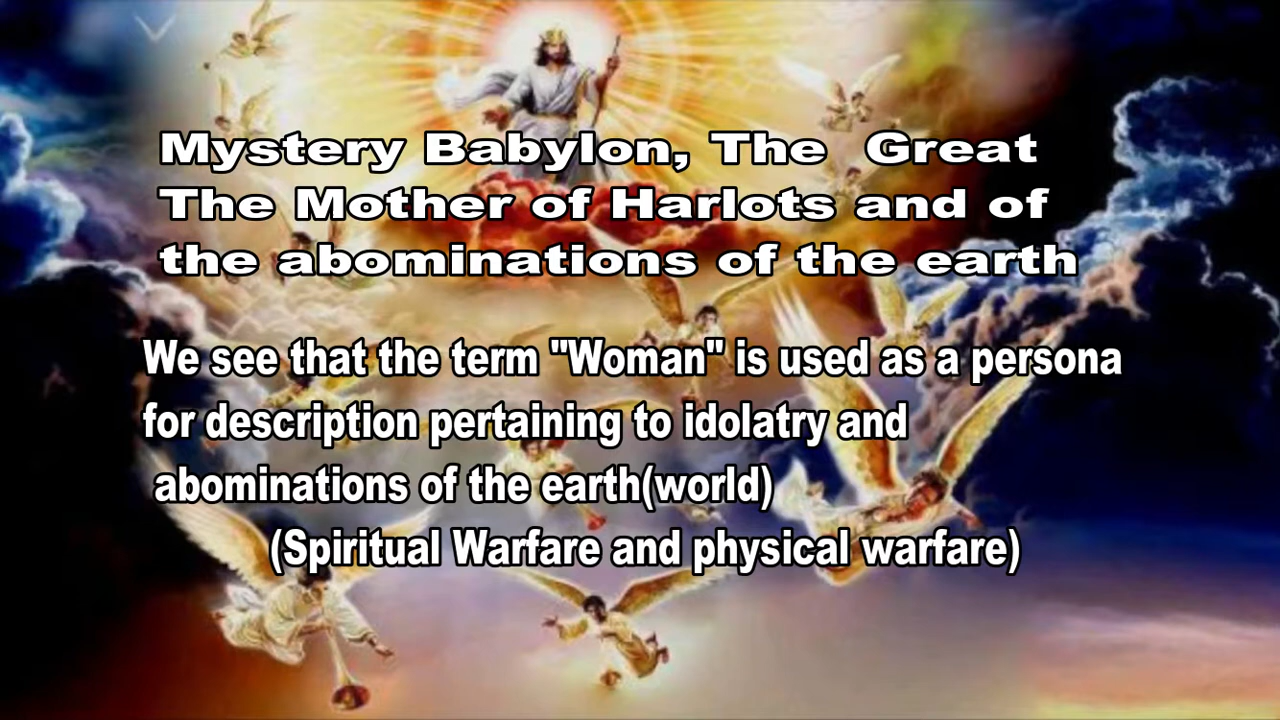 Mystery Babylon, The Great
The Mother of Harlots and of
the abominations of the earth
We see that the term "Woman" is used as a persona
for description pertaining to idolatry and
abominations of the earth(world)
(Spiritual Warfare and physical warfare)